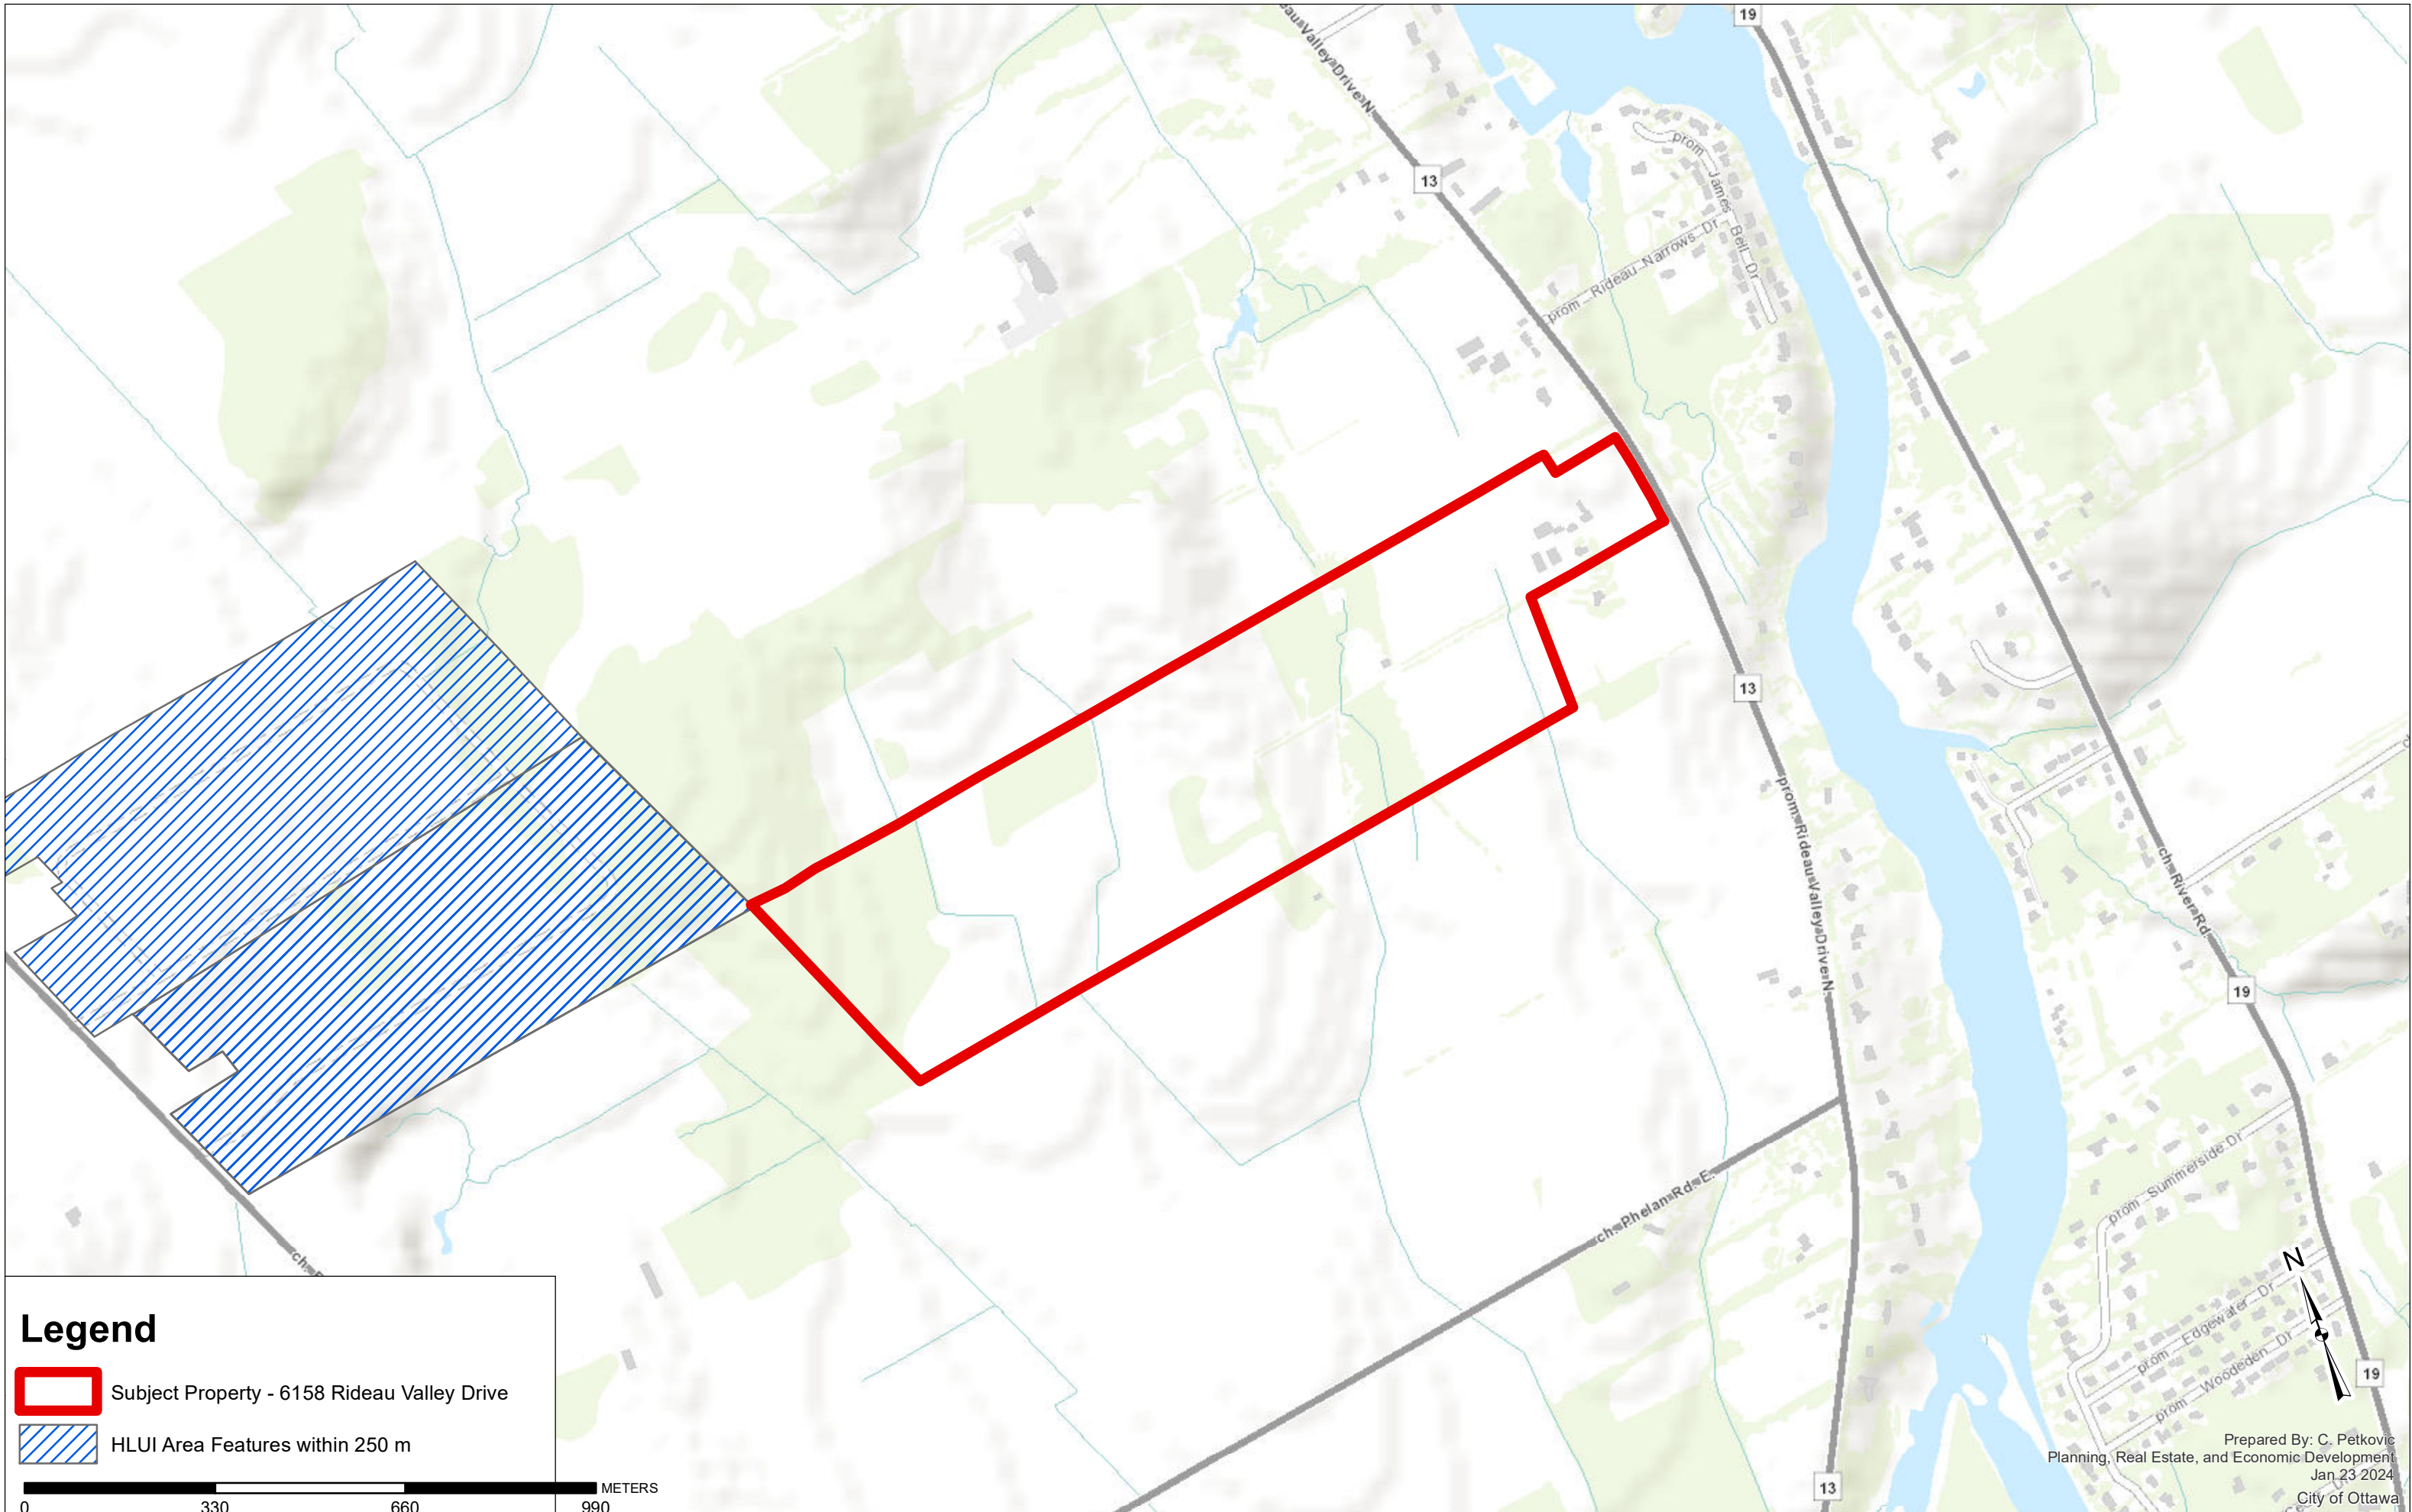 19
eau Valley Drive N.
13
prom James Bell Dr
prom Rideau Narrows Dr
13
prom. Rideau Valley Drive N.
ch. River Rd
19
ch. Phelan Rd. E.
prom Summerside Dr
N
prom Edgewater Dr
prom Woodeden Dr
19
13
Legend
Subject Property - 6158 Rideau Valley Drive
HLUI Area Features within 250 m
METERS
0 330 660 990
Prepared By: C. Petkovic
Planning, Real Estate, and Economic Development
Jan 23 2024
City of Ottawa